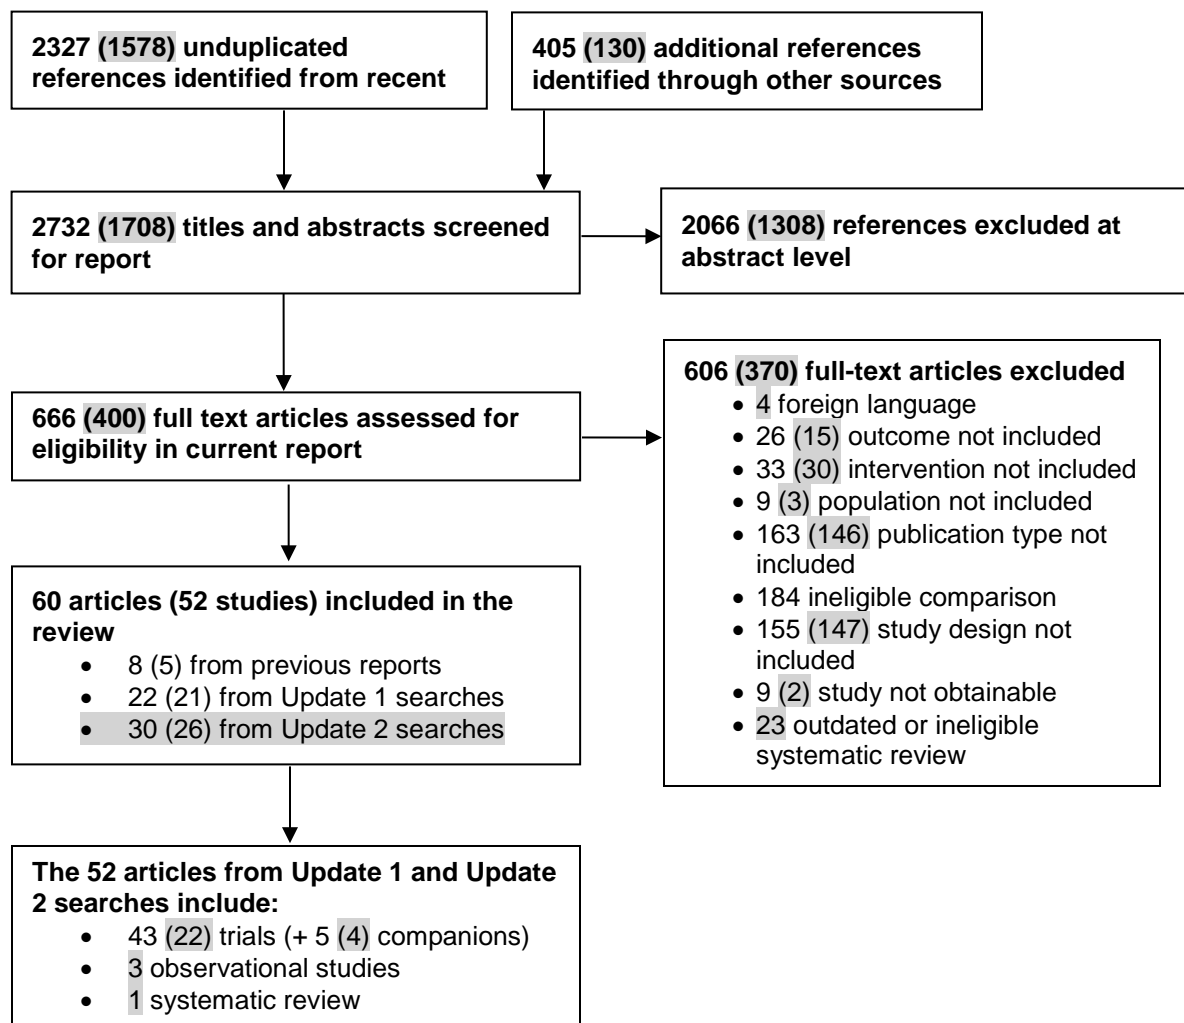 2327 (1578) unduplicated
references identified from recent
405 (130) additional references
identified through other sources
2732 (1708) titles and abstracts screened
for report
2066 (1308) references excluded at
abstract level
666 (400) full text articles assessed for
eligibility in current report
606 (370) full-text articles excluded
• 4 foreign language
• 26 (15) outcome not included
• 33 (30) intervention not included
• 9 (3) population not included
• 163 (146) publication type not
included
• 184 ineligible comparison
• 155 (147) study design not
included
• 9 (2) study not obtainable
• 23 outdated or ineligible
systematic review
60 articles (52 studies) included in the
review
• 8 (5) from previous reports
• 22 (21) from Update 1 searches
• 30 (26) from Update 2 searches
The 52 articles from Update 1 and Update
2 searches include:
• 43 (22) trials (+ 5 (4) companions)
• 3 observational studies
• 1 systematic review